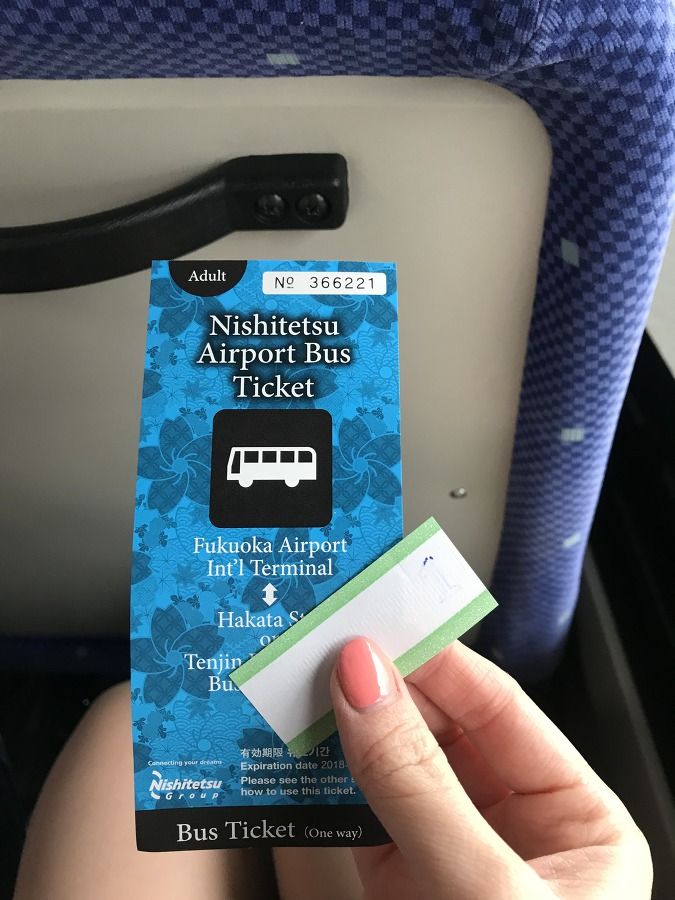 Adult
Nº 366221
Nishitetsu
Airport Bus
Ticket
Fukuoka Airport
Int'l Terminal
Hakata
Tenjin
有効期限
Expiration date 2018-
Please see the other
how to use this ticket.
Connecting your dreams
Nishitetsu
Group
Bus Ticket (One way)